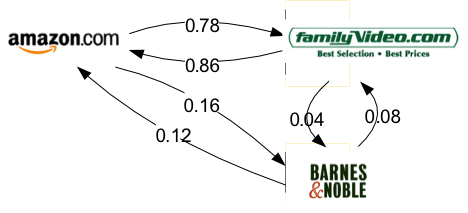 0.78
amazon.com
familyVideo.com
Best Selection • Best Prices
0.86
0.16
0.04
0.08
0.12
BARNES
&NOBLE